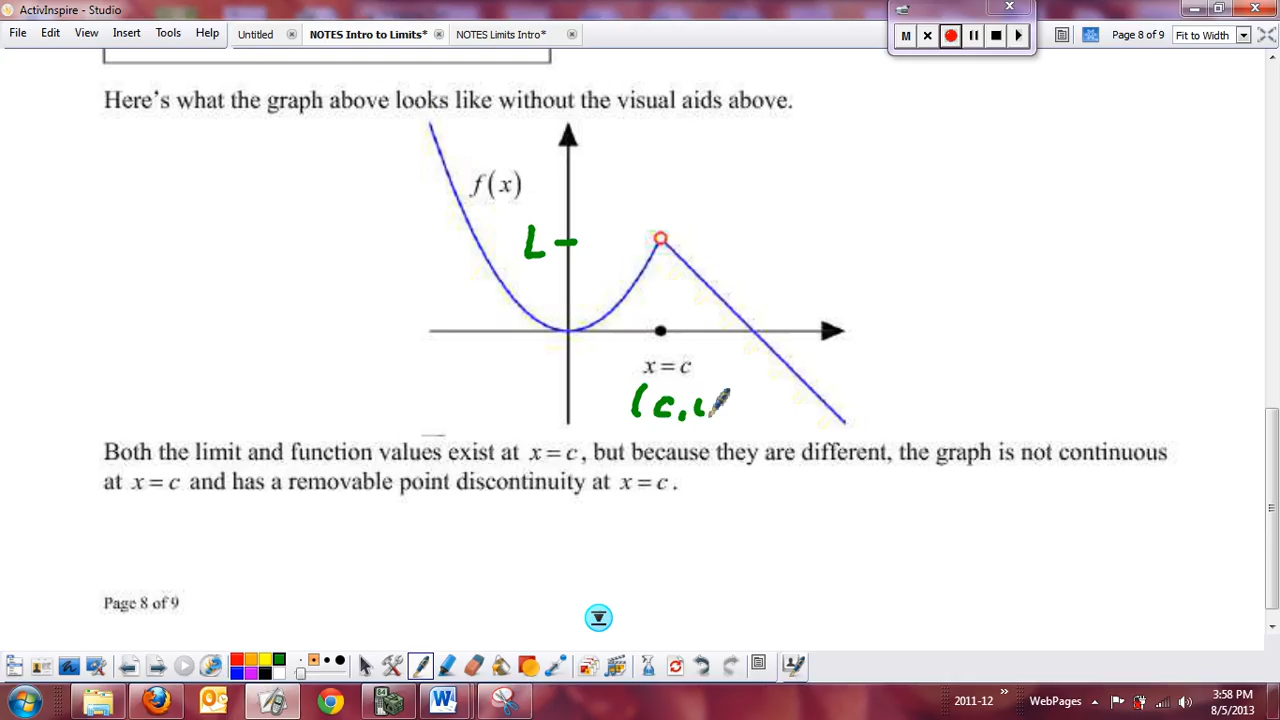 ActivInspire - Studio
M
File Edit View Insert Tools Help Untitled NOTES Intro to Limits* NOTES Limits Intro* Page 8 of 9 Fit to Width
Here's what the graph above looks like without the visual aids above.
f(x)
L
x = c
(c,
Both the limit and function values exist at x = c, but because they are different, the graph is not continuous
at x = c and has a removable point discontinuity at x = c.
Page 8 of 9
2011-12 WebPages 3:58 PM
8/5/2013